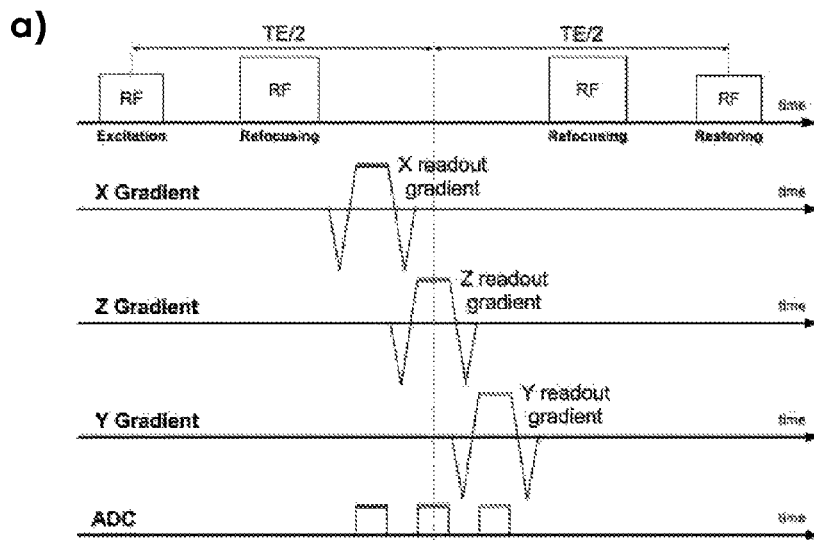 a)
TE/2 TE/2
RF RF RF RF
time
Excitation Refocusing Refocusing Restoring
X readout
gradient
X Gradient time
Z readout
gradient
Z Gradient time
Y readout
gradient
Y Gradient time
ADC time